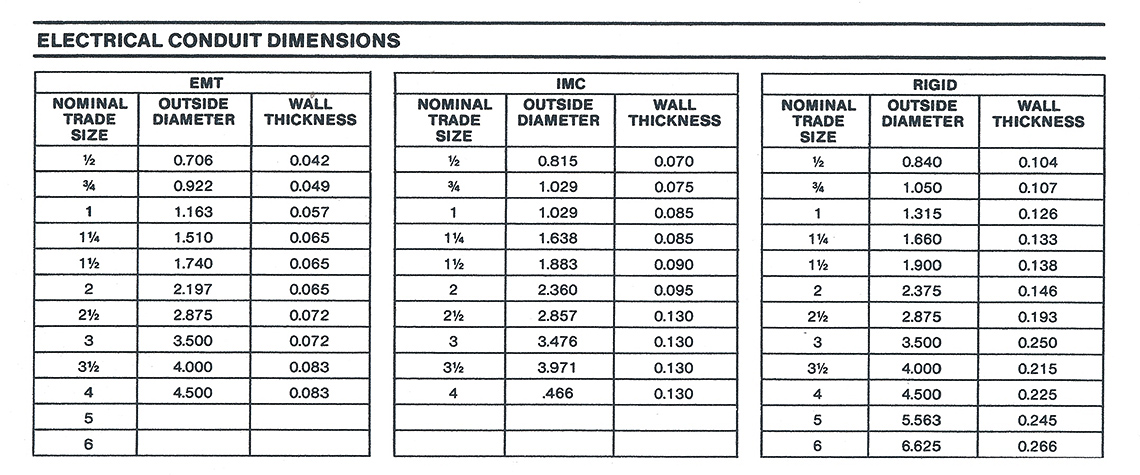 ELECTRICAL CONDUIT DIMENSIONS
EMT
NOMINAL TRADE SIZE OUTSIDE DIAMETER WALL THICKNESS
½ 0.706 0.042
¾ 0.922 0.049
1 1.163 0.057
1¼ 1.510 0.065
1½ 1.740 0.065
2 2.197 0.065
2½ 2.875 0.072
3 3.500 0.072
3½ 4.000 0.083
4 4.500 0.083
5
6
IMC
NOMINAL TRADE SIZE OUTSIDE DIAMETER WALL THICKNESS
½ 0.815 0.070
¾ 1.029 0.075
1 1.029 0.085
1¼ 1.638 0.085
1½ 1.883 0.090
2 2.360 0.095
2½ 2.857 0.130
3 3.476 0.130
3½ 3.971 0.130
4 .466 0.130
RIGID
NOMINAL TRADE SIZE OUTSIDE DIAMETER WALL THICKNESS
½ 0.840 0.104
¾ 1.050 0.107
1 1.315 0.126
1¼ 1.660 0.133
1½ 1.900 0.138
2 2.375 0.146
2½ 2.875 0.193
3 3.500 0.250
3½ 4.000 0.215
4 4.500 0.225
5 5.563 0.245
6 6.625 0.266